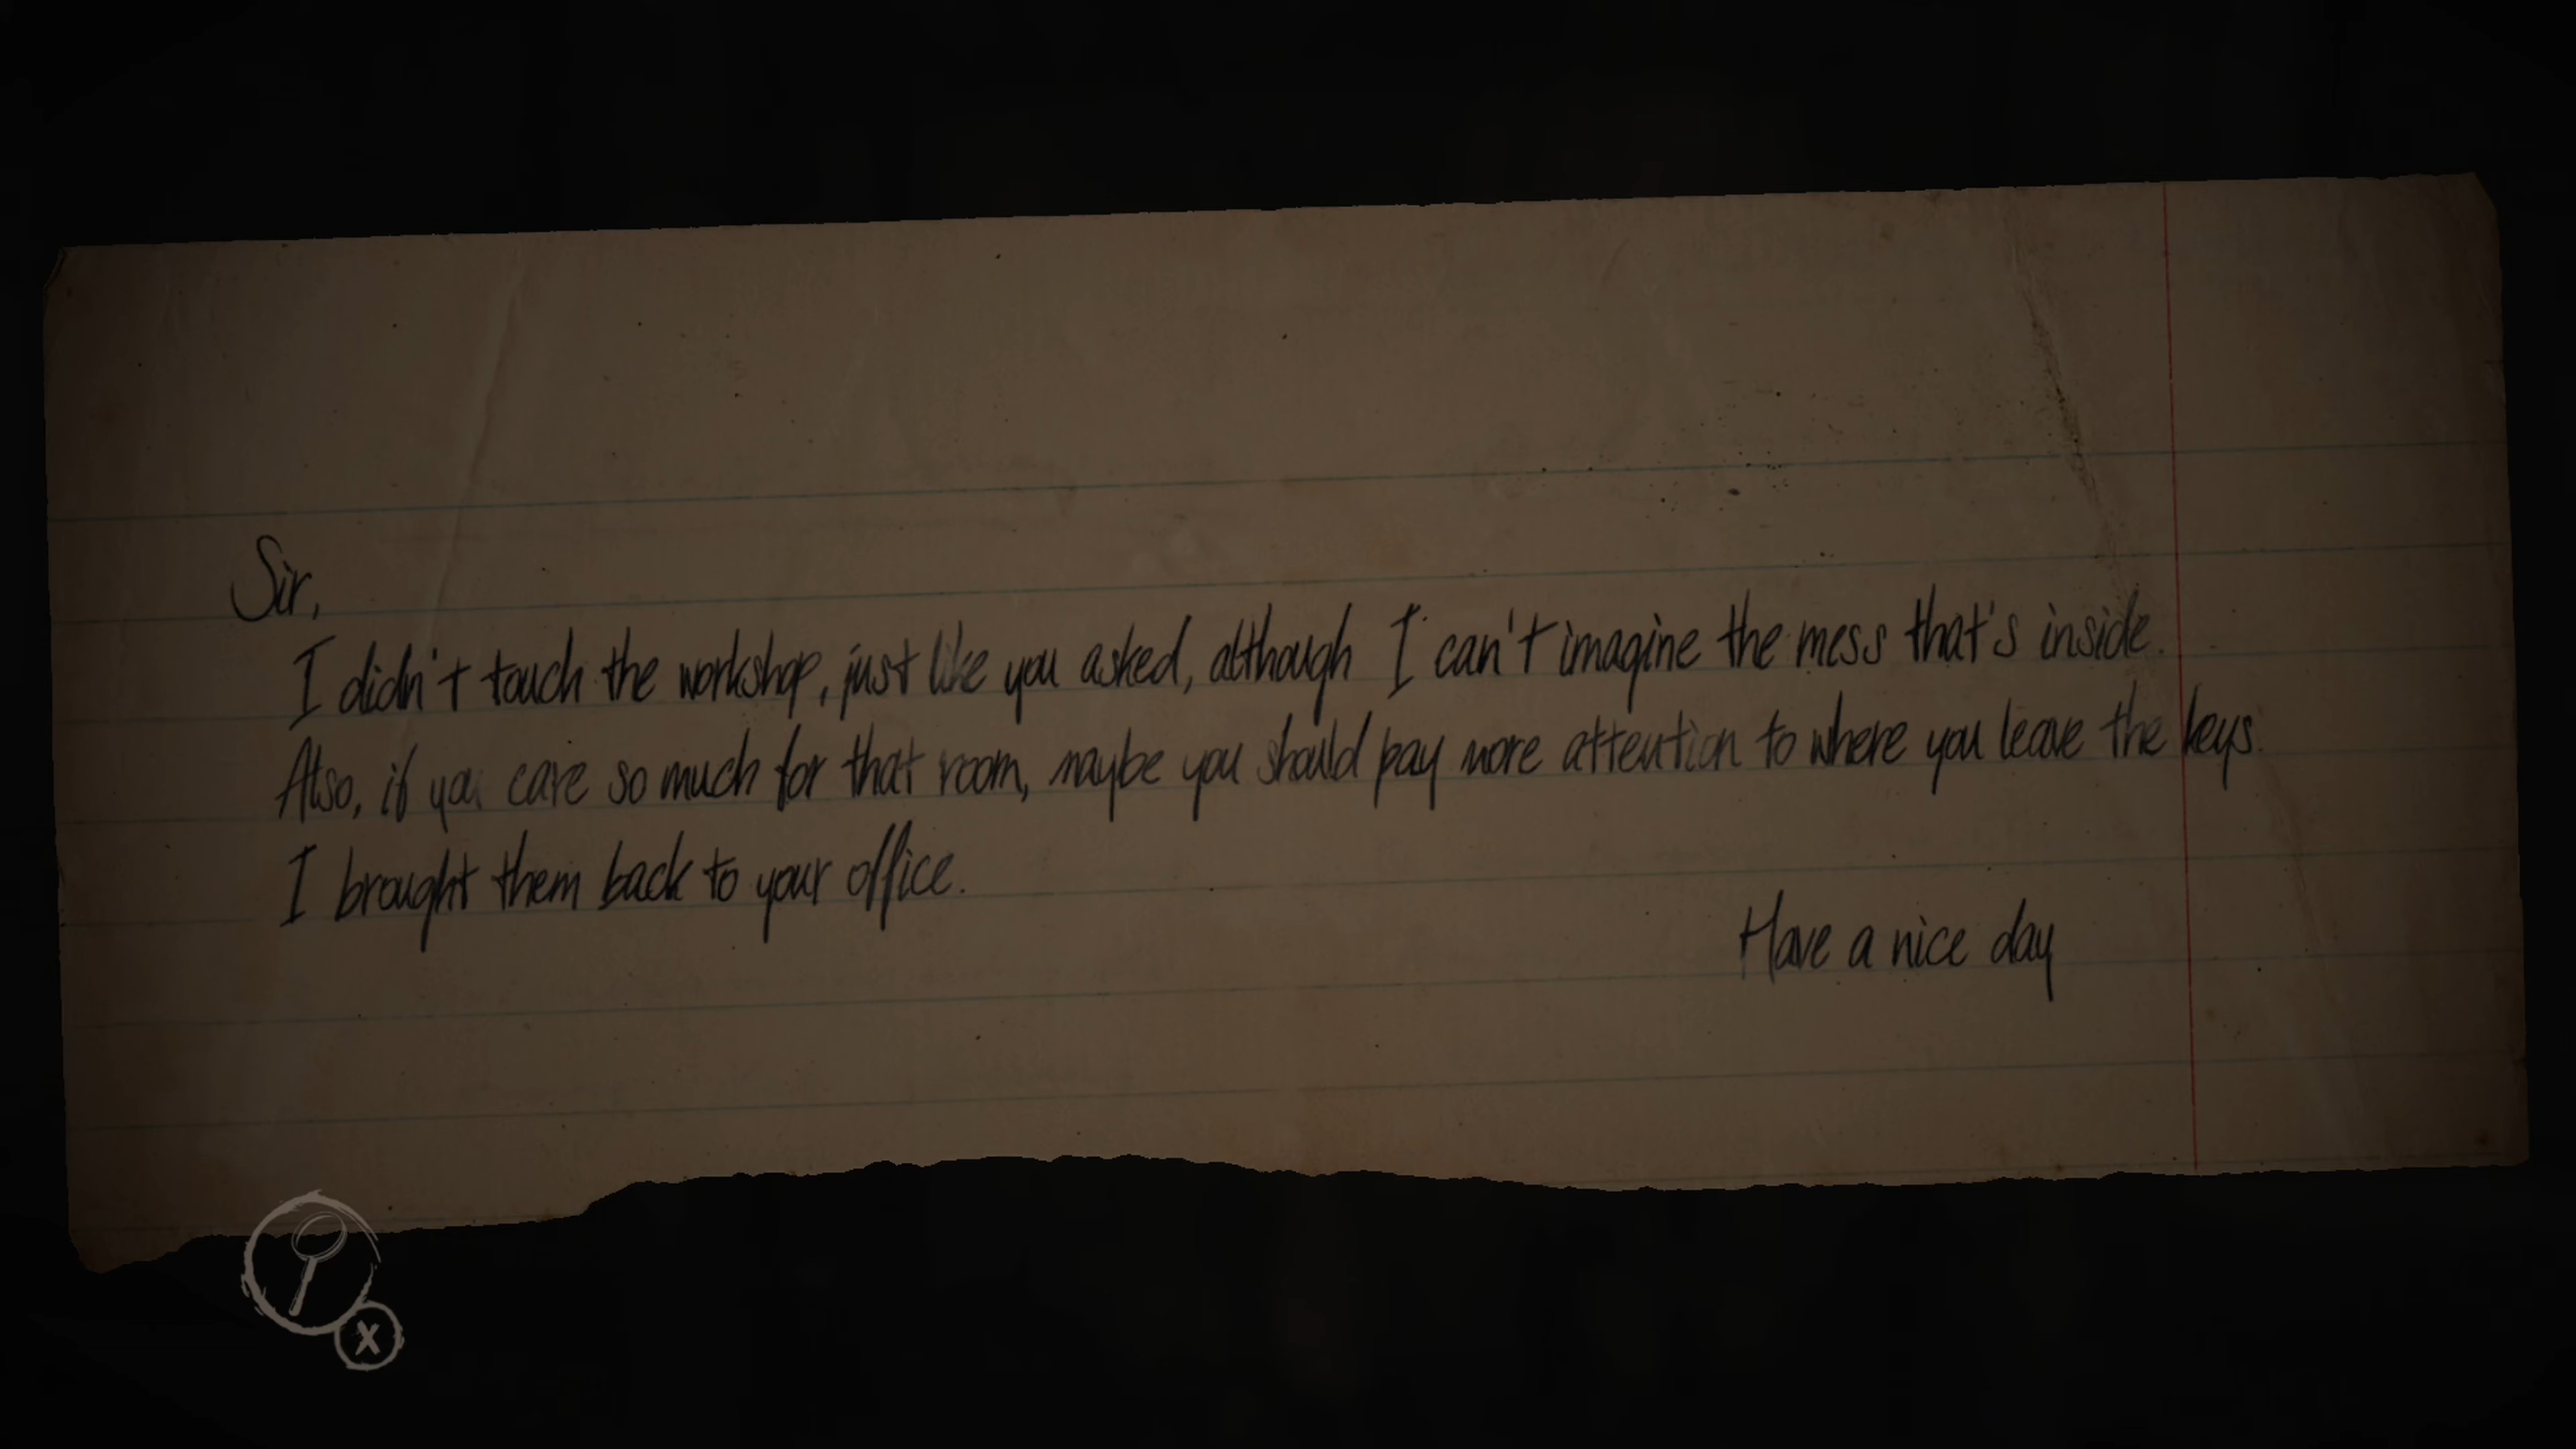 Sir,
I didn't touch the workshop, just like you asked, although I can't imagine the mess that's inside.
Also, if you care so much for that room, maybe you should pay more attention to where you leave the keys.
I brought them back to your office.
Have a nice day
X